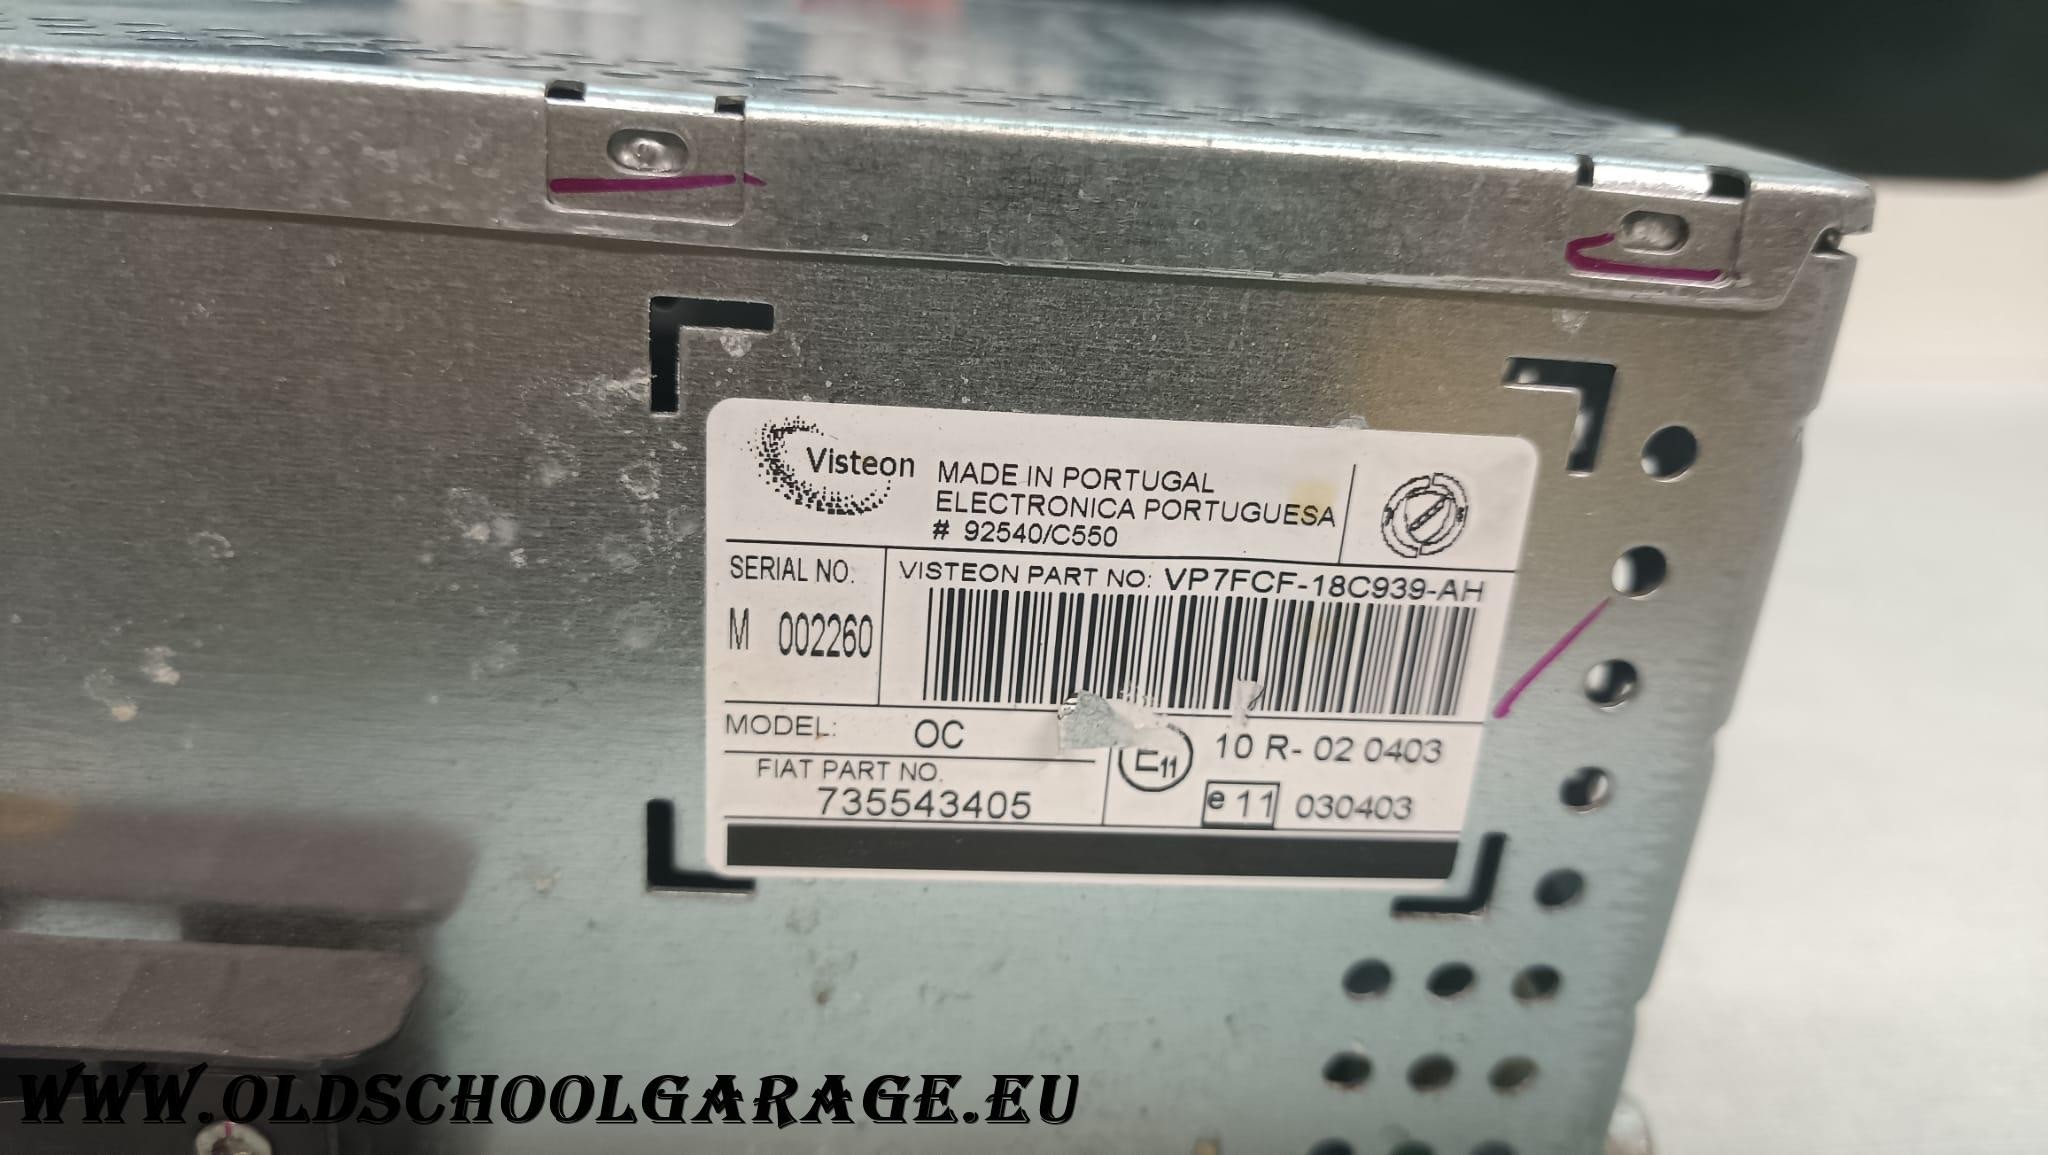 Visteon
MADE IN PORTUGAL
ELECTRONICA PORTUGUESA
# 92540/C550
SERIAL NO.
M 002260
VISTEON PART NO: VP7FCF-18C939-AH
MODEL: OC
FIAT PART NO.
735543405
E11 10 R- 02 0403
e 11 030403
WWW.OLDSCHOOLGARAGE.EU